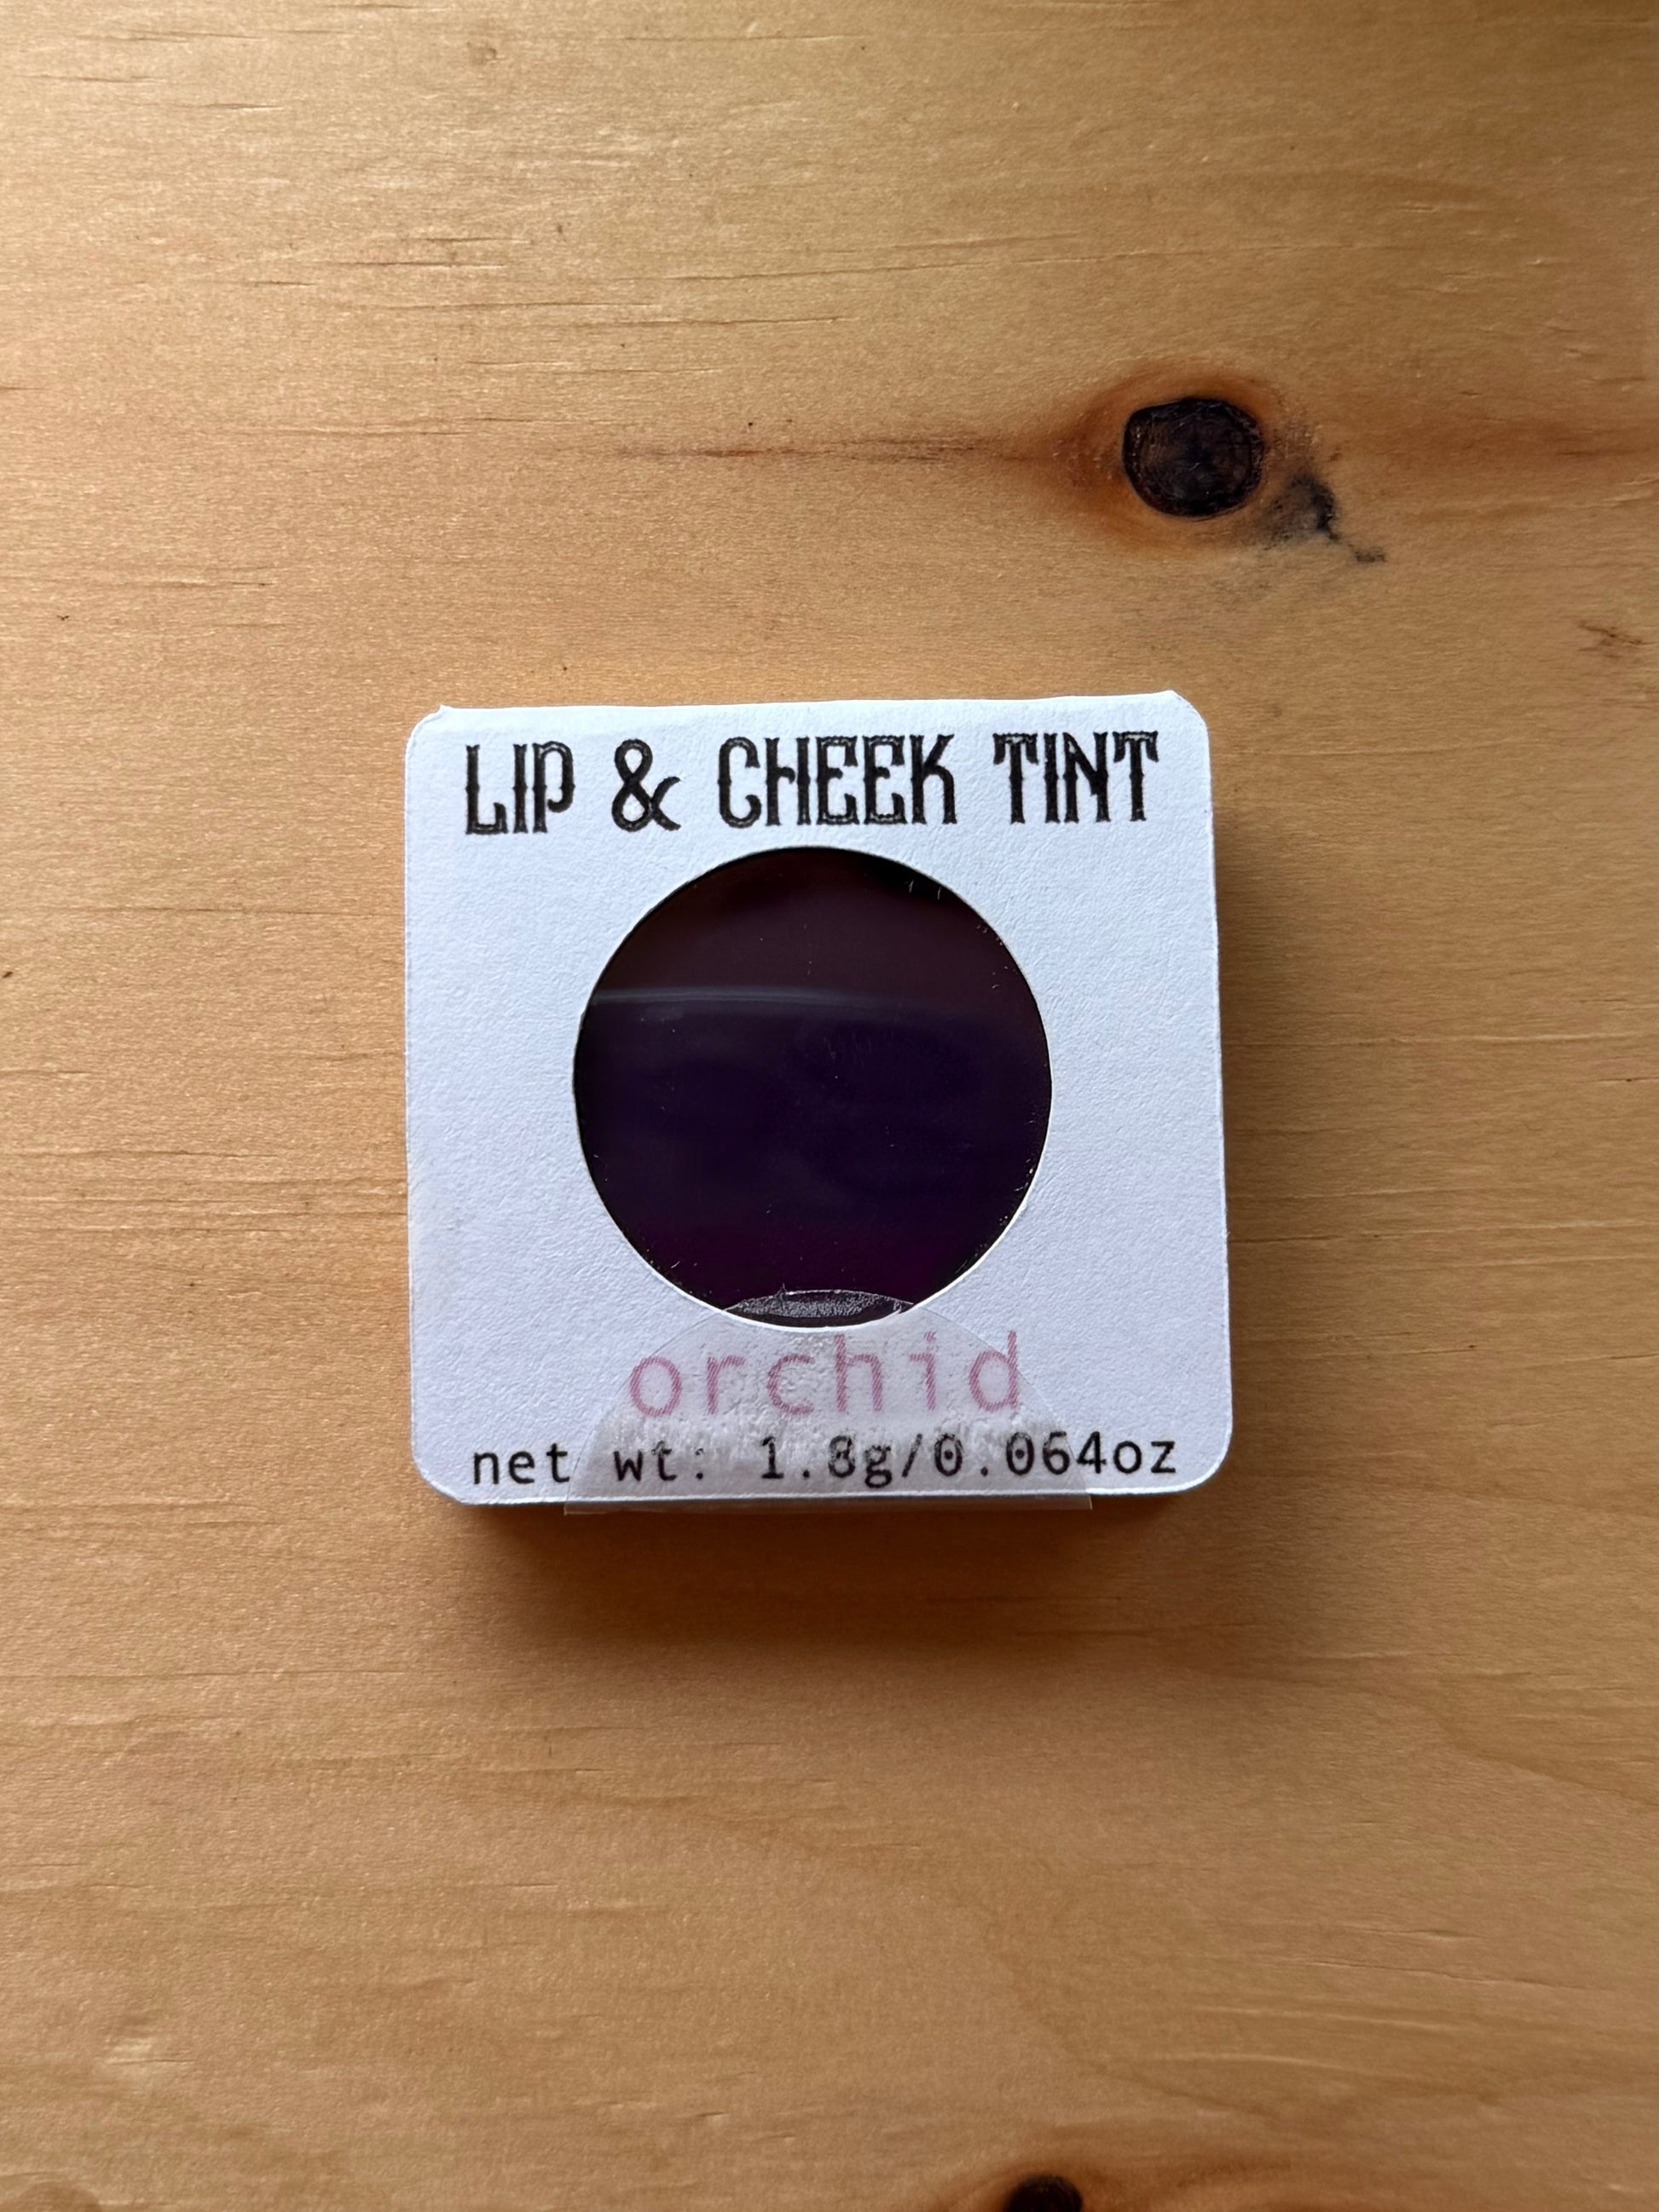 LIP & CHEEK TINT
orchid
net wt: 1.8g/0.064oz